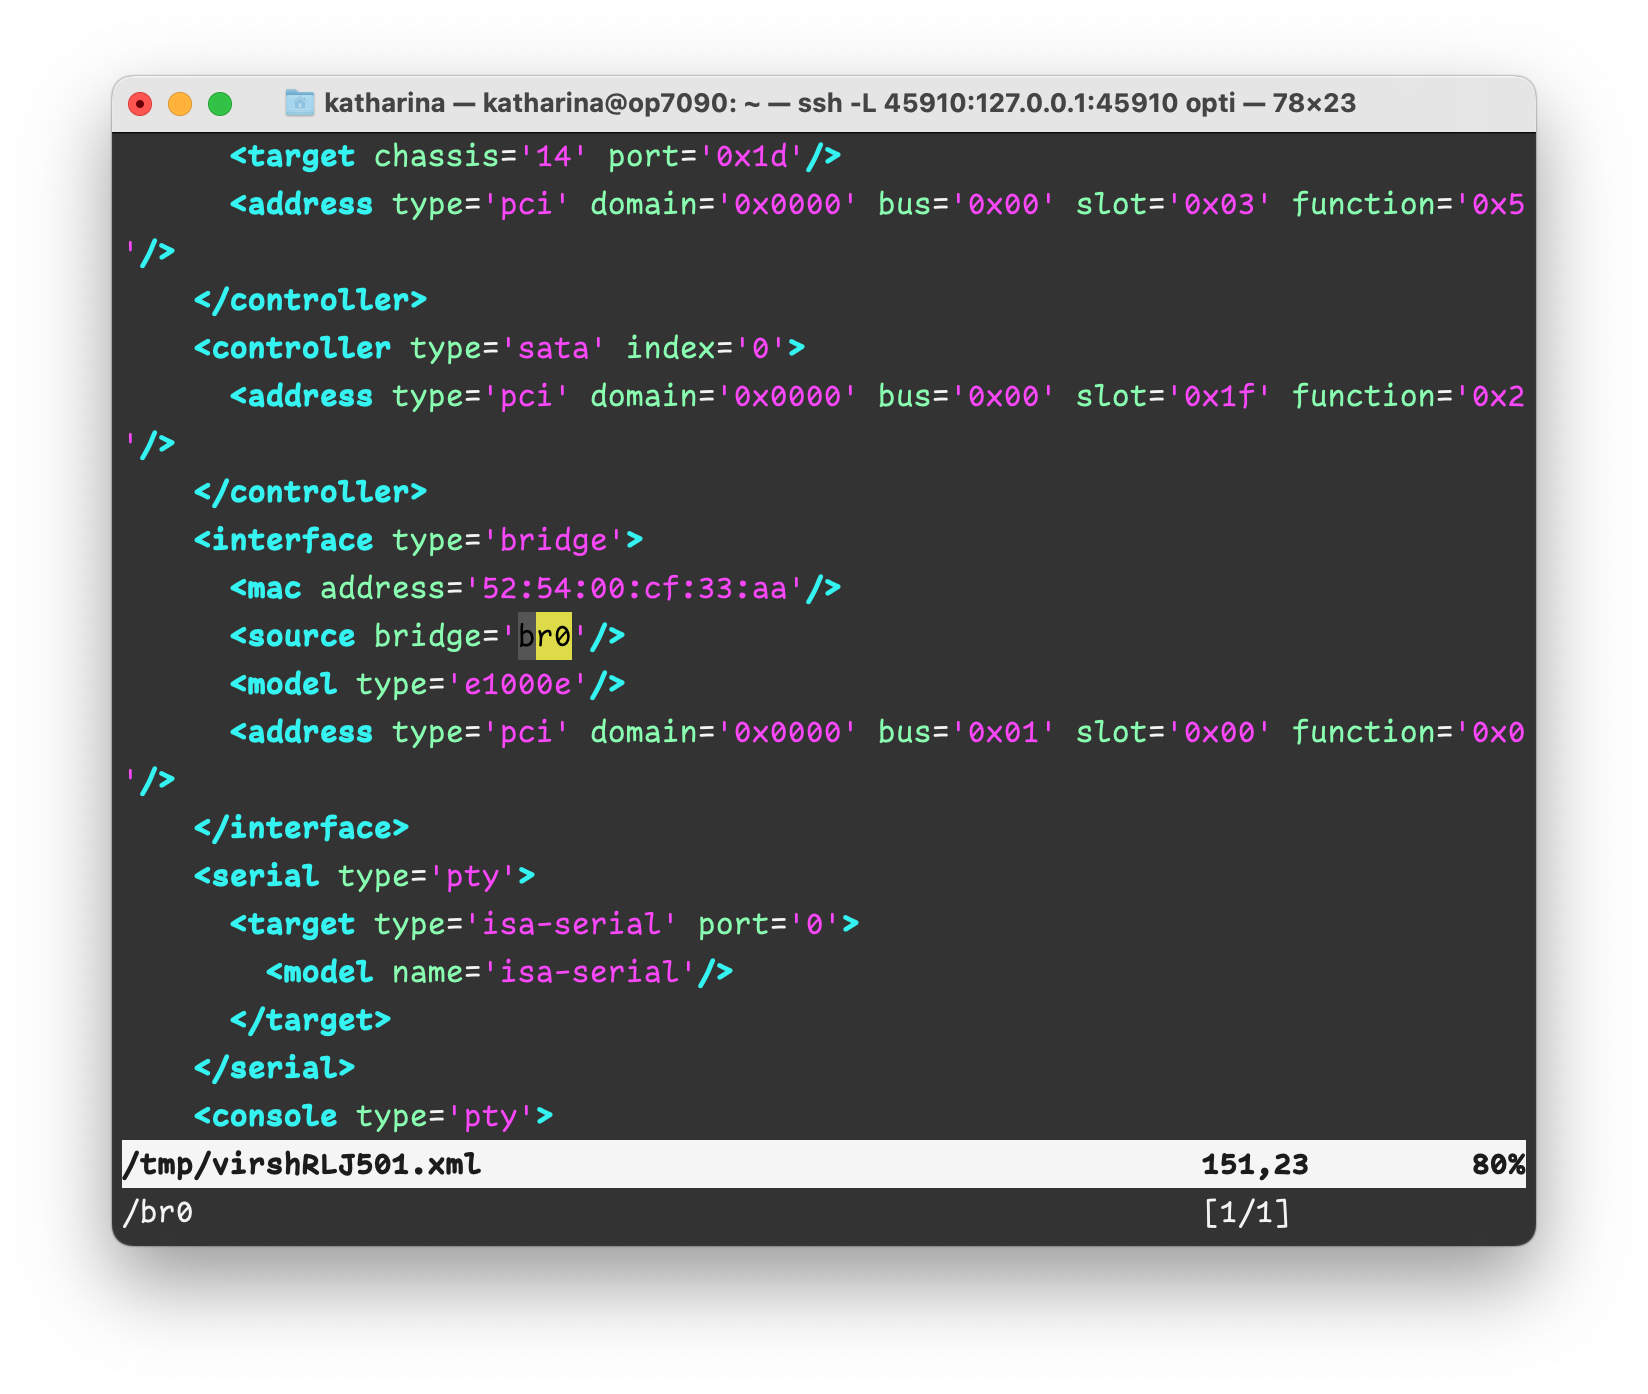 katharina — katharina@op7090: ~ — ssh -L 45910:127.0.0.1:45910 opti — 78×23
      <target chassis='14' port='0x1d'/>
      <address type='pci' domain='0x0000' bus='0x00' slot='0x03' function='0x5
'/>
    </controller>
    <controller type='sata' index='0'>
      <address type='pci' domain='0x0000' bus='0x00' slot='0x1f' function='0x2
'/>
    </controller>
    <interface type='bridge'>
      <mac address='52:54:00:cf:33:aa'/>
      <source bridge='br0'/>
      <model type='e1000e'/>
      <address type='pci' domain='0x0000' bus='0x01' slot='0x00' function='0x0
'/>
    </interface>
    <serial type='pty'>
      <target type='isa-serial' port='0'>
        <model name='isa-serial'/>
      </target>
    </serial>
    <console type='pty'>
/tmp/virshRLJ501.xml 151,23 80%
/br0 [1/1]